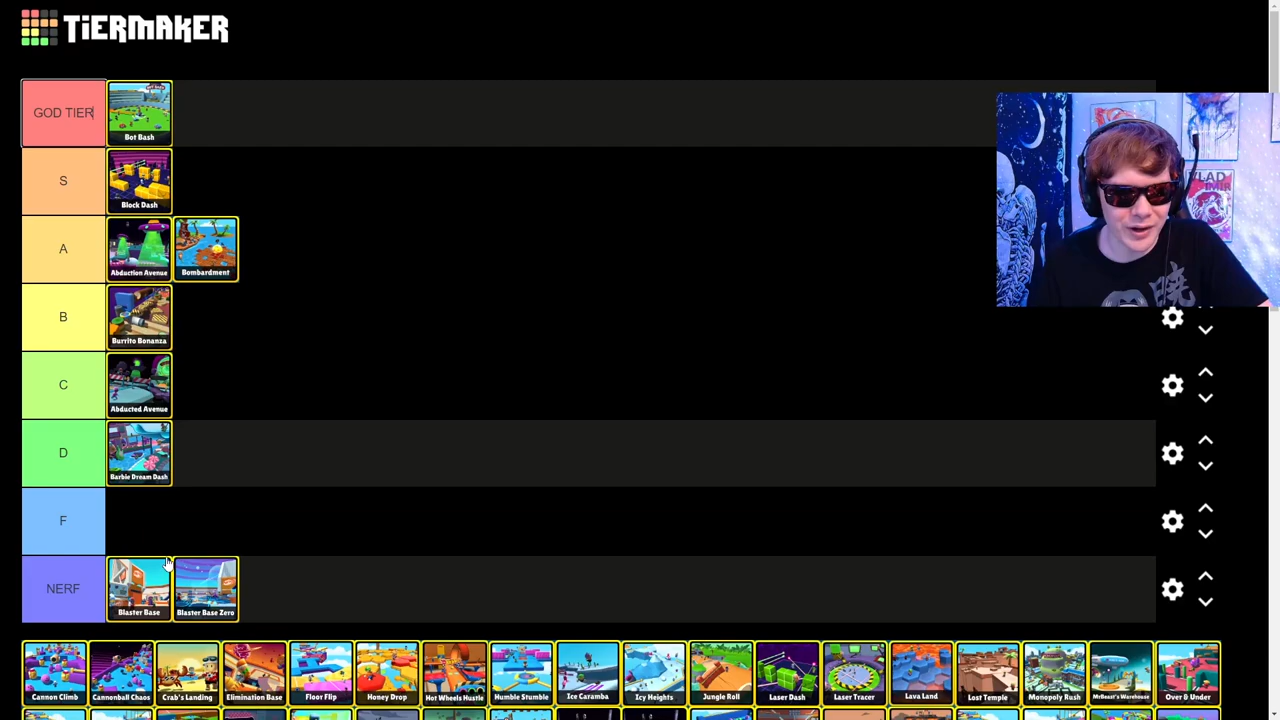 TiERMAKER
GOD TIER
Bot Bash
S
Block Dash
A
Abduction Avenue
Bombardment
B
Burrito Bonanza
C
Abducted Avenue
D
Barbie Dream Dash
F
NERF
Blaster Base
Blaster Base Zero
Cannon Climb
Cannonball Chaos
Crab's Landing
Elimination Base
Floor Flip
Honey Drop
Hot Wheels Hustle
Humble Stumble
Ice Caramba
Icy Heights
Jungle Roll
Laser Dash
Laser Tracer
Lava Land
Lost Temple
Monopoly Rush
MrBeast's Warehouse
Over & Under
VLAD
暁